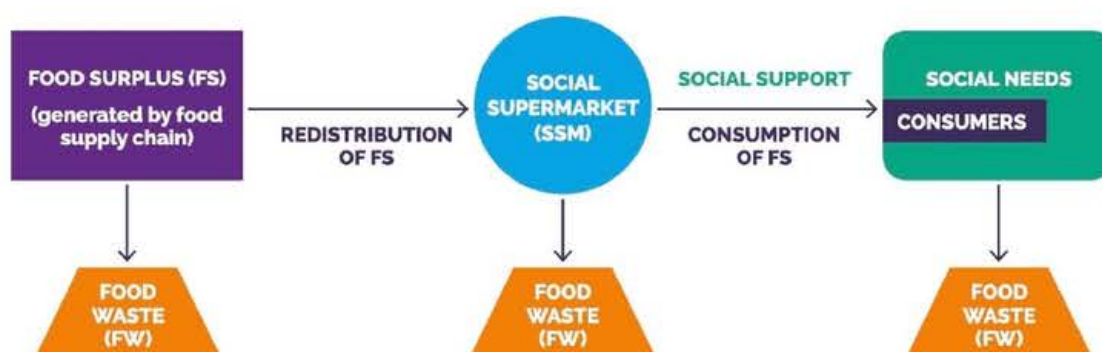 FOOD SURPLUS (FS)
(generated by food
supply chain)
REDISTRIBUTION
OF FS
SOCIAL
SUPERMARKET
(SSM)
SOCIAL SUPPORT
CONSUMPTION
OF FS
SOCIAL NEEDS
CONSUMERS
FOOD
WASTE
(FW)
FOOD
WASTE
(FW)
FOOD
WASTE
(FW)